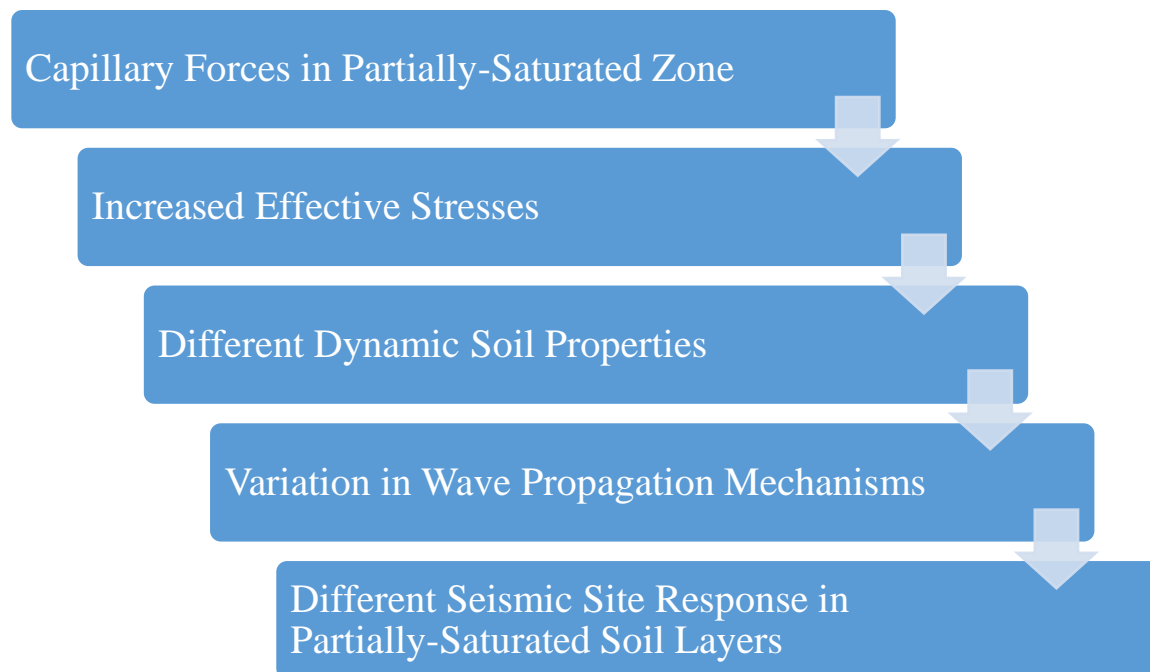 Capillary Forces in Partially-Saturated Zone
Increased Effective Stresses
Different Dynamic Soil Properties
Variation in Wave Propagation Mechanisms
Different Seismic Site Response in
Partially-Saturated Soil Layers